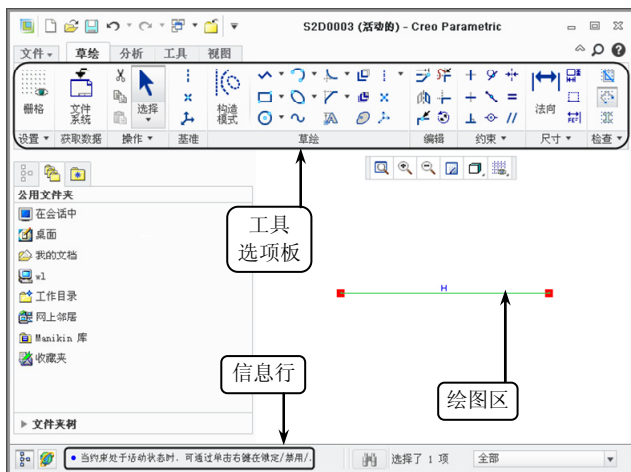 S2D0003 (活动的) - Creo Parametric
文件 草绘 分析 工具 视图
栅格 文件系统 选择 构造模式 法向
设置 获取数据 操作 基准 草绘 编辑 约束 尺寸 检查
公用文件夹
在会话中
桌面
我的文档
w1
工作目录
网上邻居
Manikin 库
收藏夹
工具
选项板
H
信息行
绘图区
文件夹树
当约束处于活动状态时，可通过单击右键在锁定/禁用/.
选择了 1 项
全部